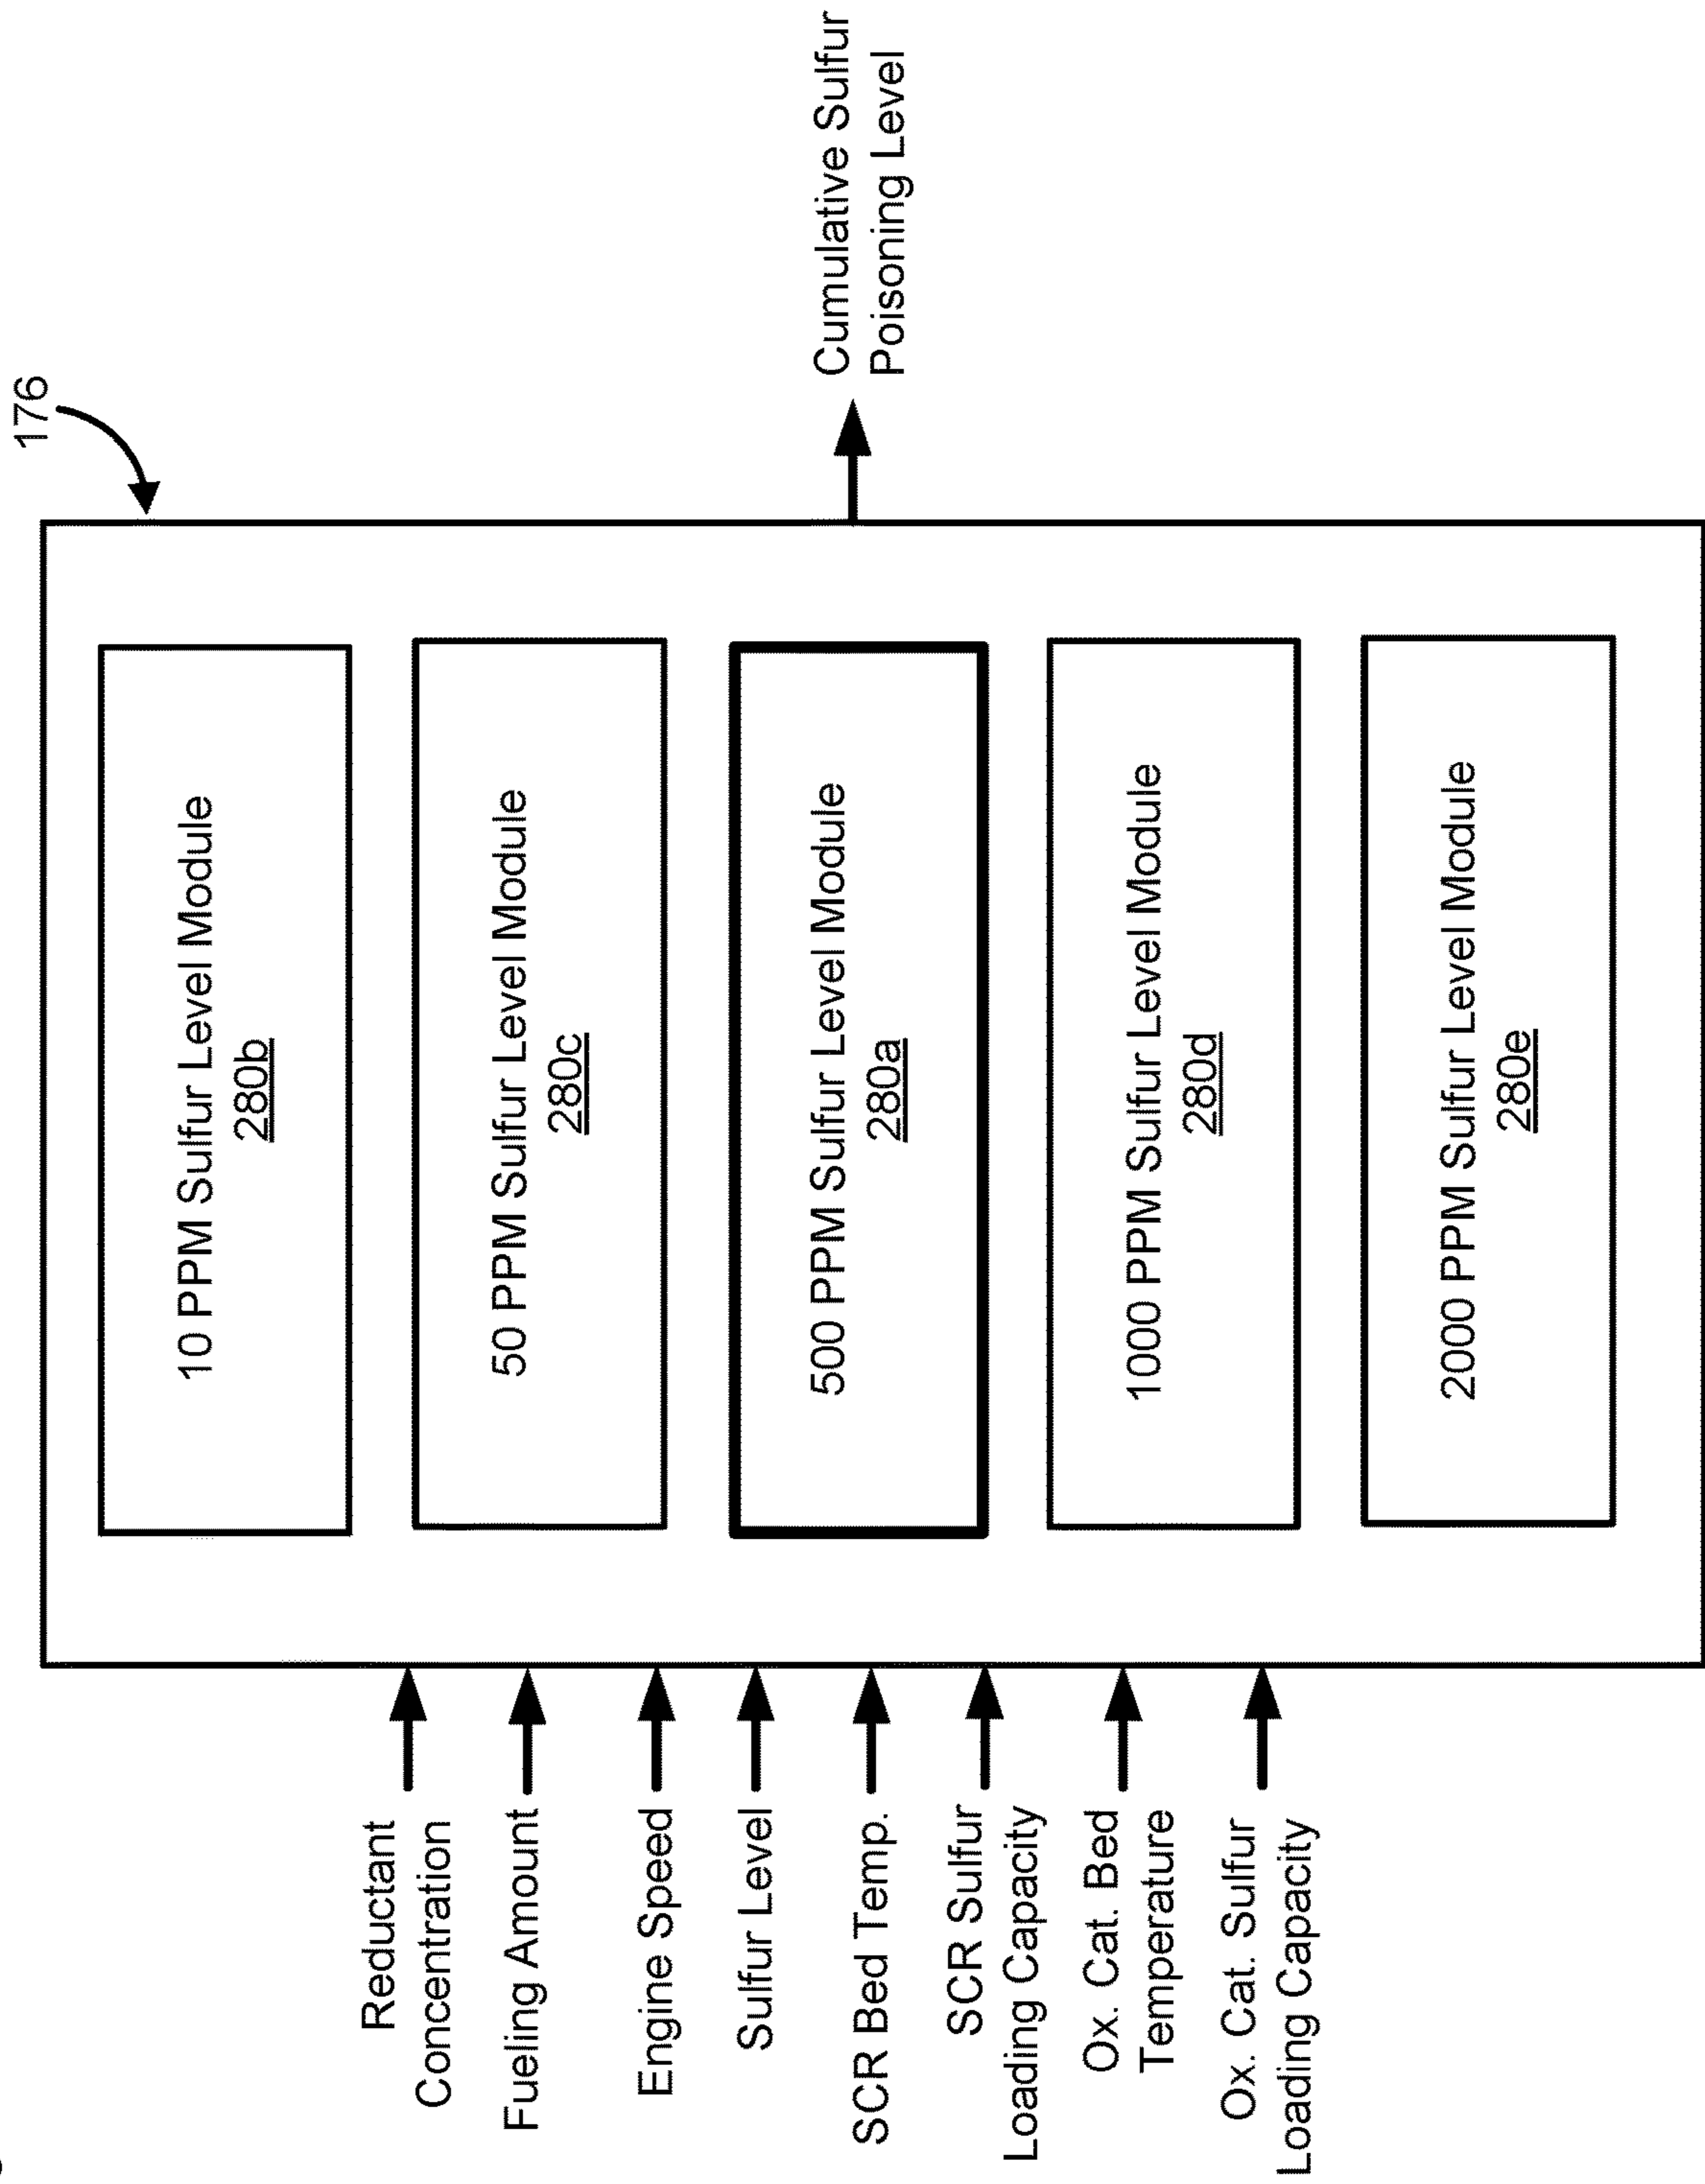 176
Reductant
Concentration
Fueling Amount
Engine Speed
Sulfur Level
SCR Bed Temp.
SCR Sulfur
Loading Capacity
Ox. Cat. Bed
Temperature
Ox. Cat. Sulfur
Loading Capacity
10 PPM Sulfur Level Module
280b
50 PPM Sulfur Level Module
280c
500 PPM Sulfur Level Module
280a
1000 PPM Sulfur Level Module
280d
2000 PPM Sulfur Level Module
280e
Cumulative Sulfur
Poisoning Level